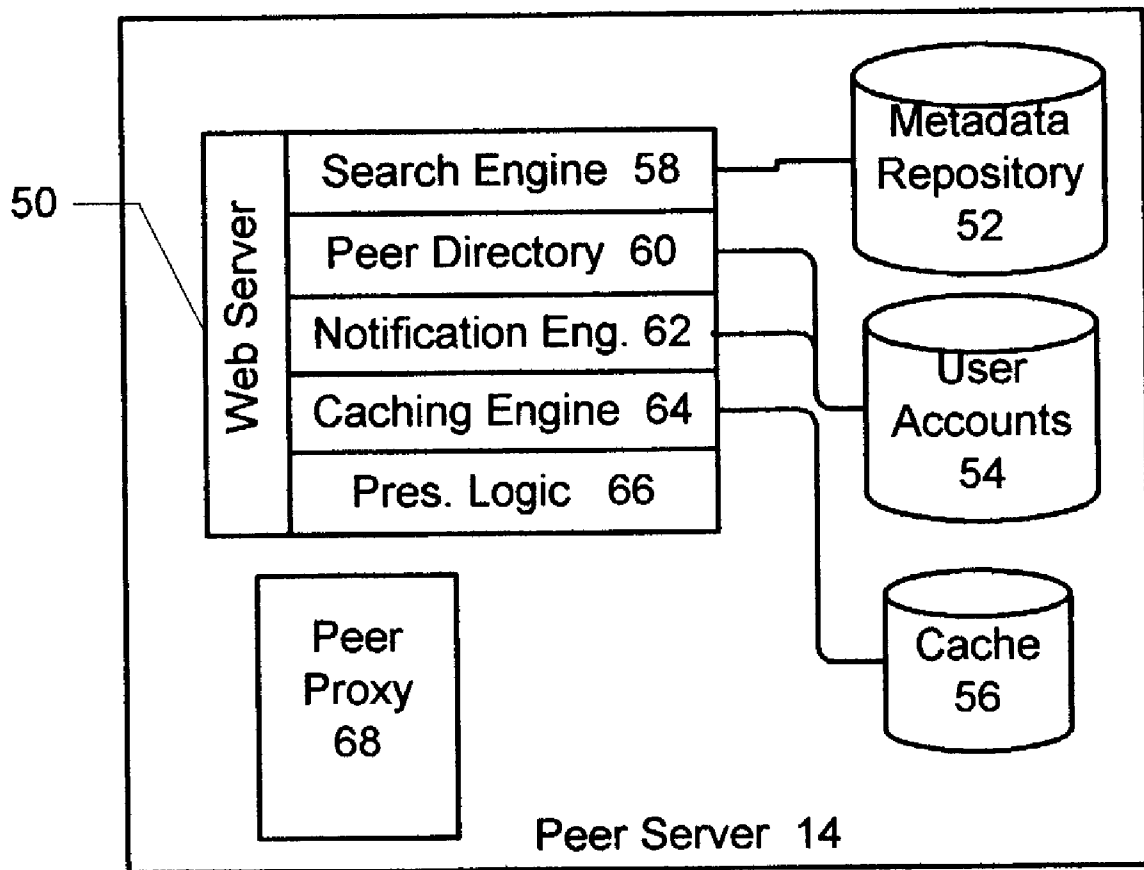 50
Web Server
Search Engine 58
Peer Directory 60
Notification Eng. 62
Caching Engine 64
Pres. Logic 66
Metadata
Repository
52
User
Accounts
54
Cache
56
Peer
Proxy
68
Peer Server 14